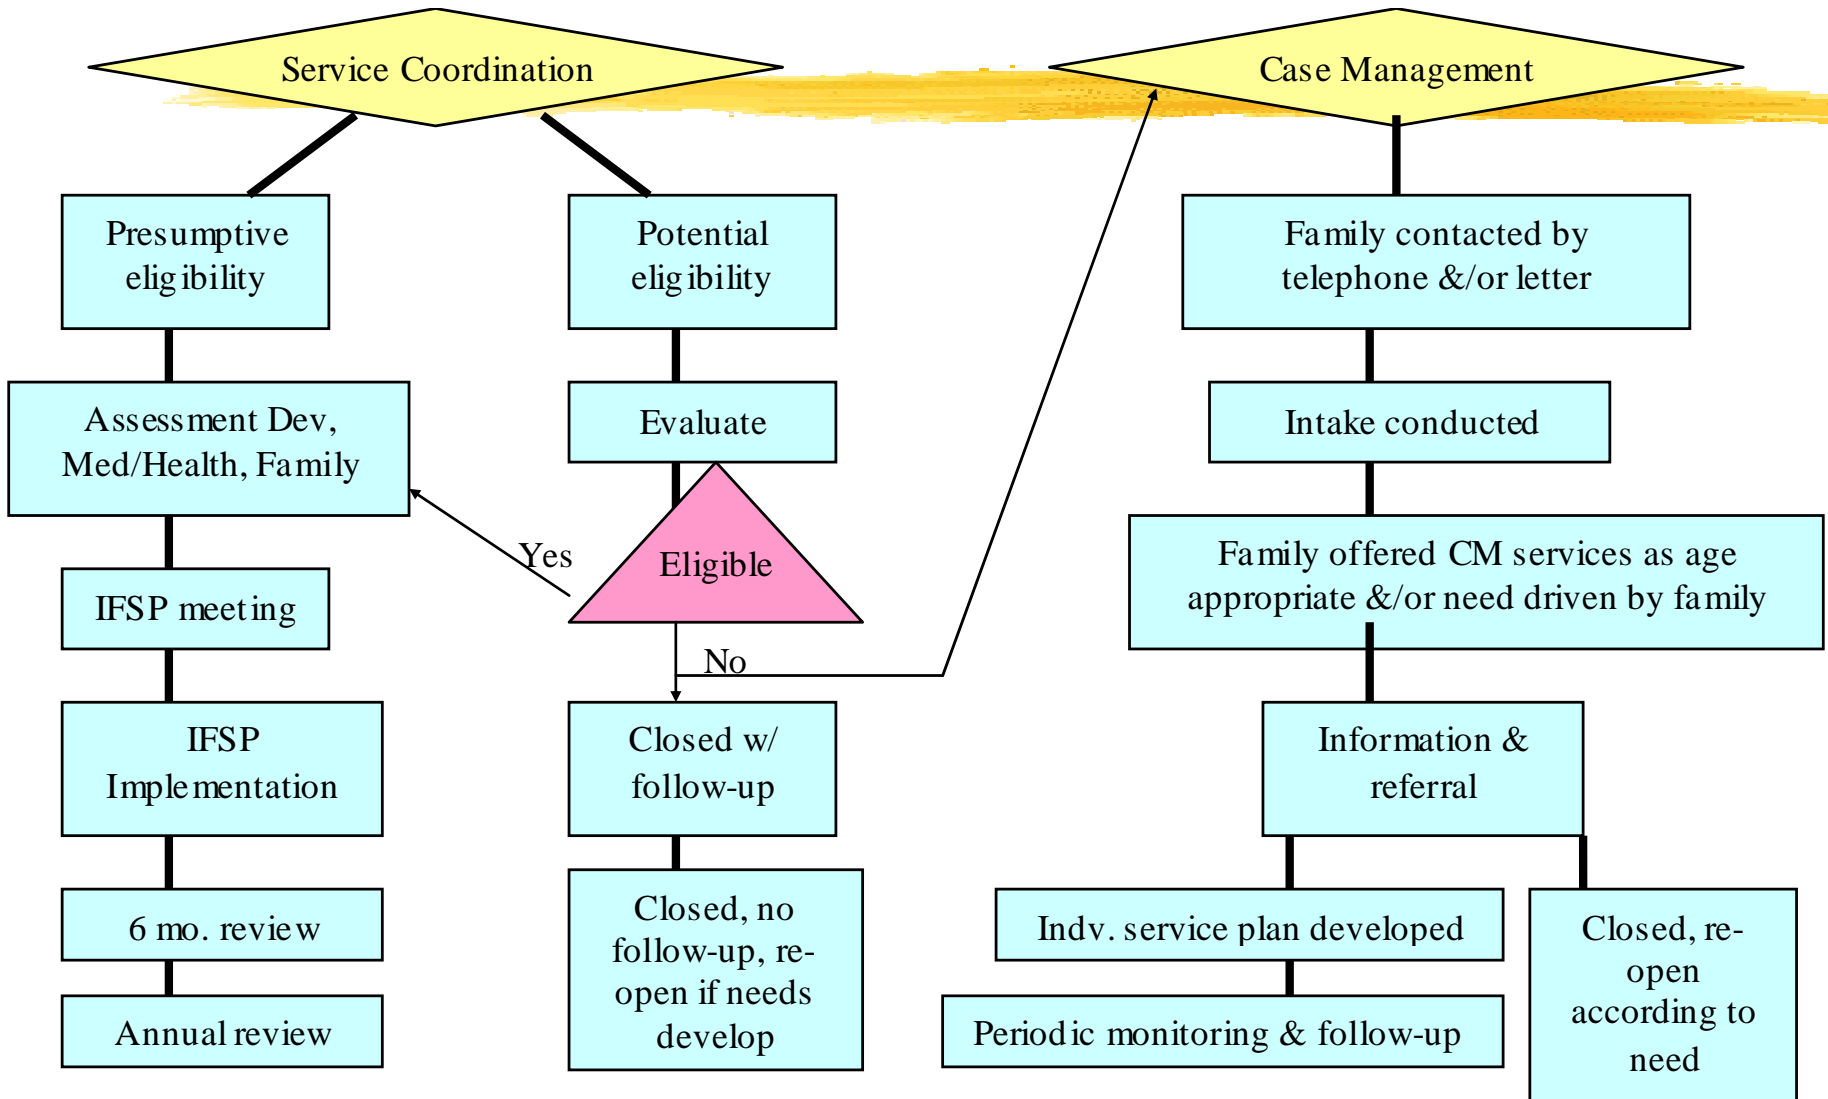 Service Coordination
Case Management
Presumptive
eligibility
Potential
eligibility
Family contacted by
telephone &/or letter
Assessment Dev,
Med/Health, Family
Evaluate
Intake conducted
Yes
Eligible
Family offered CM services as age
appropriate &/or need driven by family
IFSP meeting
No
IFSP
Implementation
Closed w/
follow-up
Information &
referral
6 mo. review
Closed, no
follow-up, re-
open if needs
develop
Indv. service plan developed
Closed, re-
open
according to
need
Annual review
Periodic monitoring & follow-up